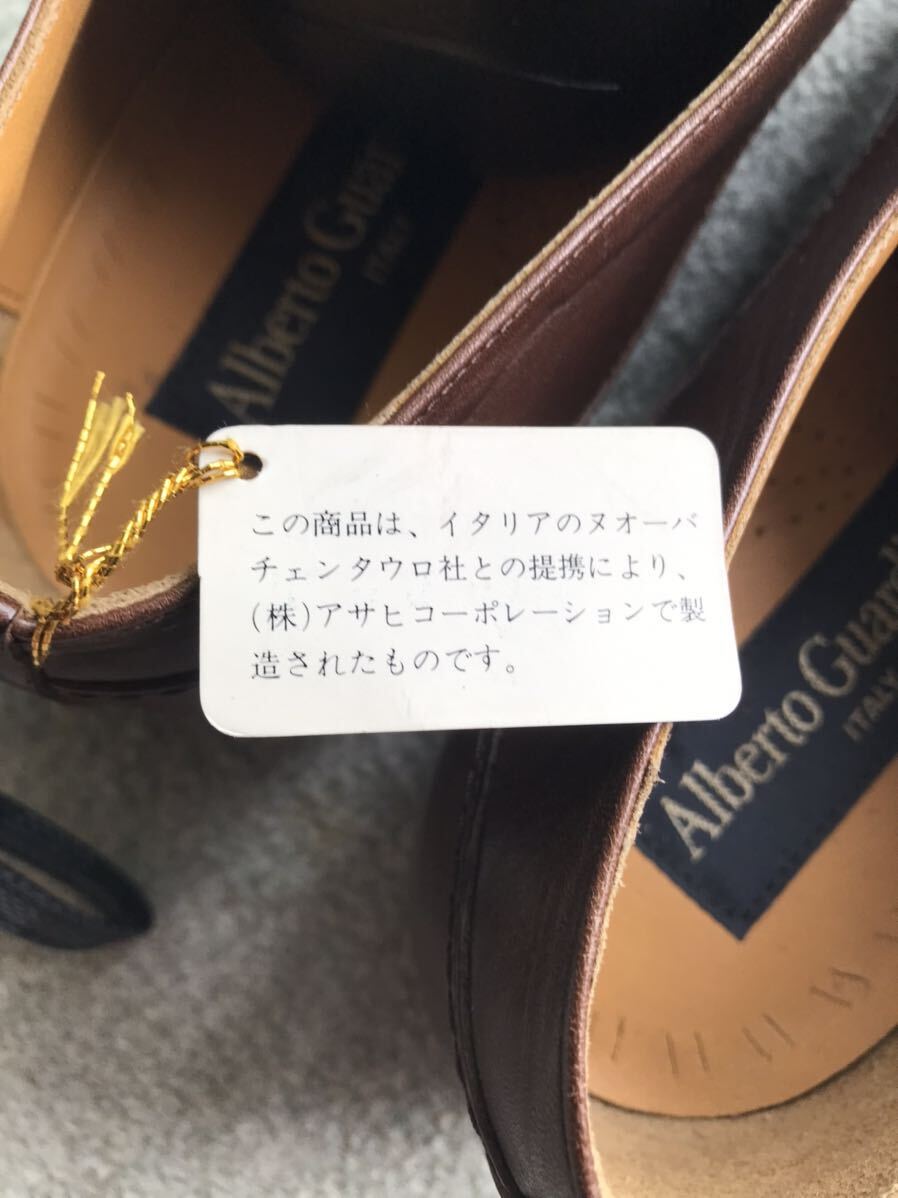 Alberto Guar
ITALY
この商品は、イタリアのヌオーバ
チェンタウロ社との提携により、
(株)アサヒコーポレーションで製
造されたものです。
Alberto Guardi
ITALY